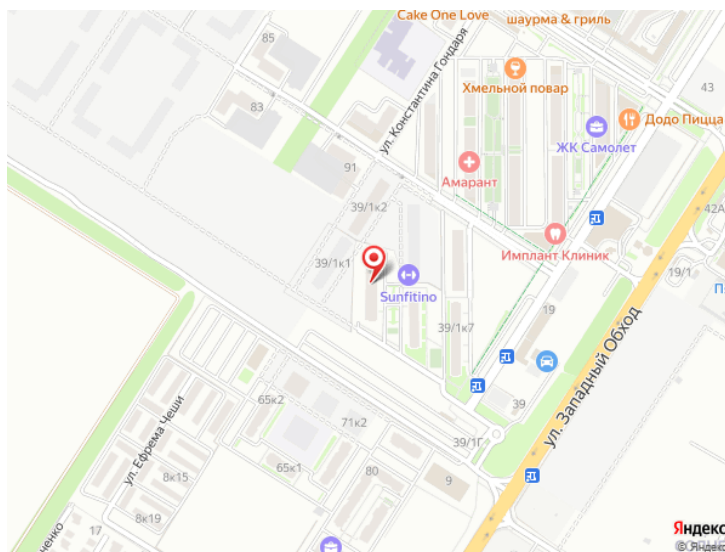 Cake One Love
шаурма & гриль
85
ул. Константина Гондаря
Хмельной повар
43
83
Додо Пицца
ЖК Самолет
91
Амарант
39/1к2
42А
Имплант Клиник
39/1к1
19/1
Sunfitino
П
19
39/1к7
ул. Западный Обход
65к2
39
71к2
ул. Ефрема Чеши
39/1Г
65к1
80
8к15
9
8к19
17
ченко
Яндекс
© Яндекс